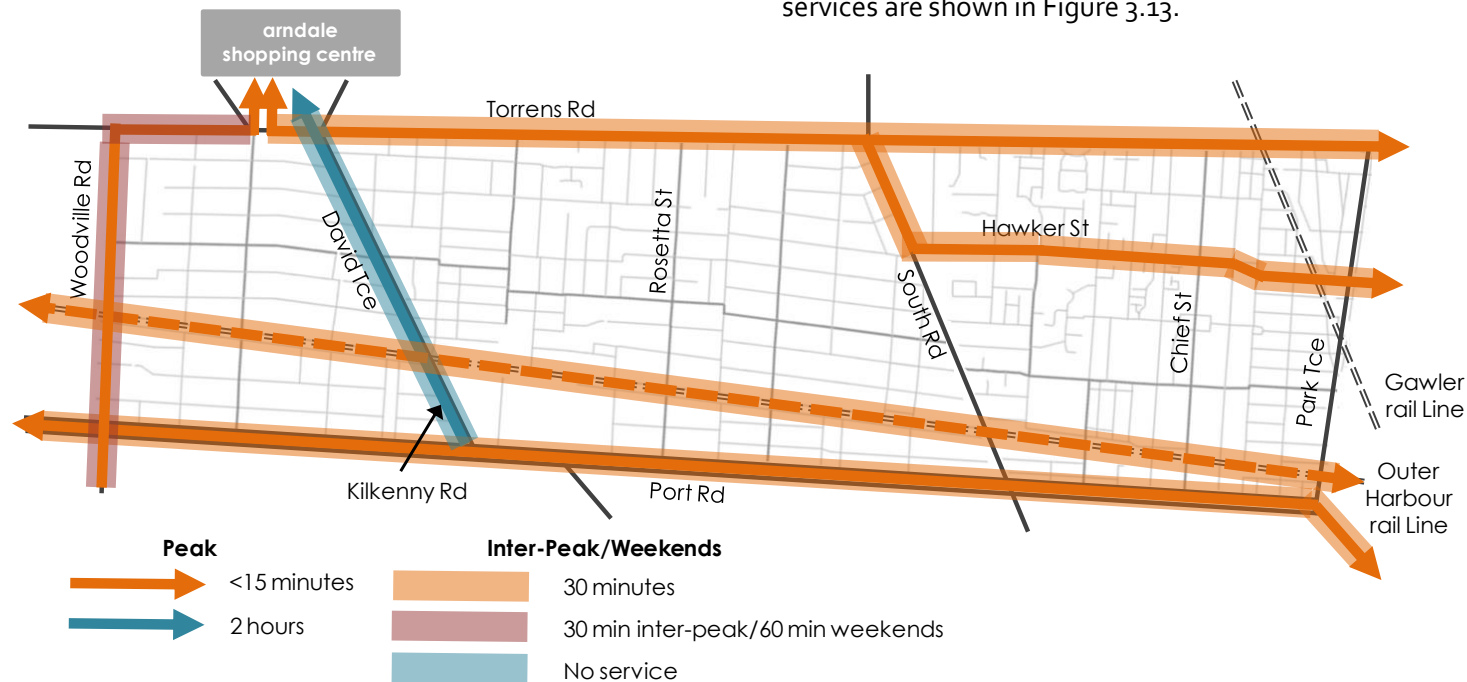 services are shown in Figure 3.13.
arndale
shopping centre
Torrens Rd
Woodville Rd
David Tce
Rosetta St
Hawker St
South Rd
Chief St
Park Tce
Gawler
rail Line
Kilkenny Rd
Port Rd
Outer
Harbour
rail Line
Peak
Inter-Peak/Weekends
<15 minutes
30 minutes
2 hours
30 min inter-peak/60 min weekends
No service